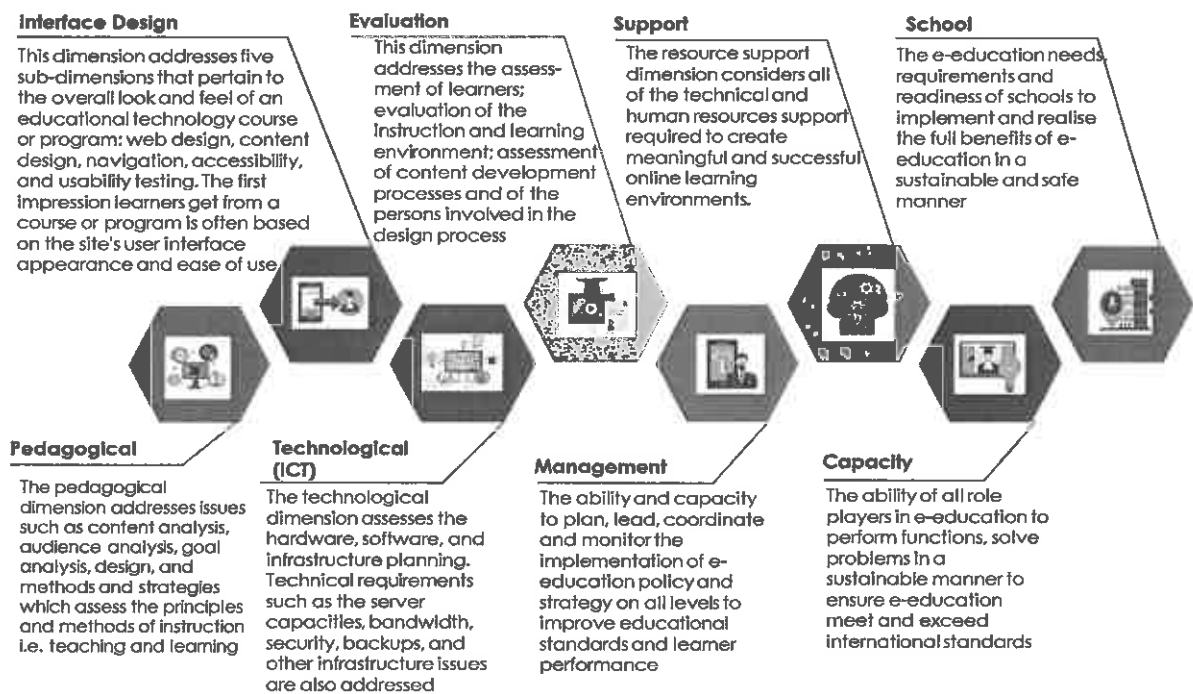 Interface Design
This dimension addresses five
sub-dimensions that pertain to
the overall look and feel of an
educational technology course
or program: web design, content
design, navigation, accessibility,
and usability testing. The first
impression learners get from a
course or program is often based
on the site's user interface
appearance and ease of use
Evaluation
This dimension
addresses the assess-
ment of learners;
evaluation of the
instruction and learning
environment; assessment
of content development
processes and of the
persons involved in the
design process
Support
The resource support
dimension considers all
of the technical and
human resources support
required to create
meaningful and successful
online learning
environments.
School
The e-education needs,
requirements and
readiness of schools to
implement and realise
the full benefits of e-
education in a
sustainable and safe
manner
Pedagogical
The pedagogical
dimension addresses issues
such as content analysis,
audience analysis, goal
analysis, design, and
methods and strategies
which assess the principles
and methods of instruction
i.e. teaching and learning
Technological
(ICT)
The technological
dimension assesses the
hardware, software, and
infrastructure planning.
Technical requirements
such as the server
capacities, bandwidth,
security, backups, and
other infrastructure issues
are also addressed
Management
The ability and capacity
to plan, lead, coordinate
and monitor the
implementation of e-
education policy and
strategy on all levels to
improve educational
standards and learner
performance
Capacity
The ability of all role
players in e-education to
perform functions, solve
problems in a
sustainable manner to
ensure e-education
meet and exceed
international standards